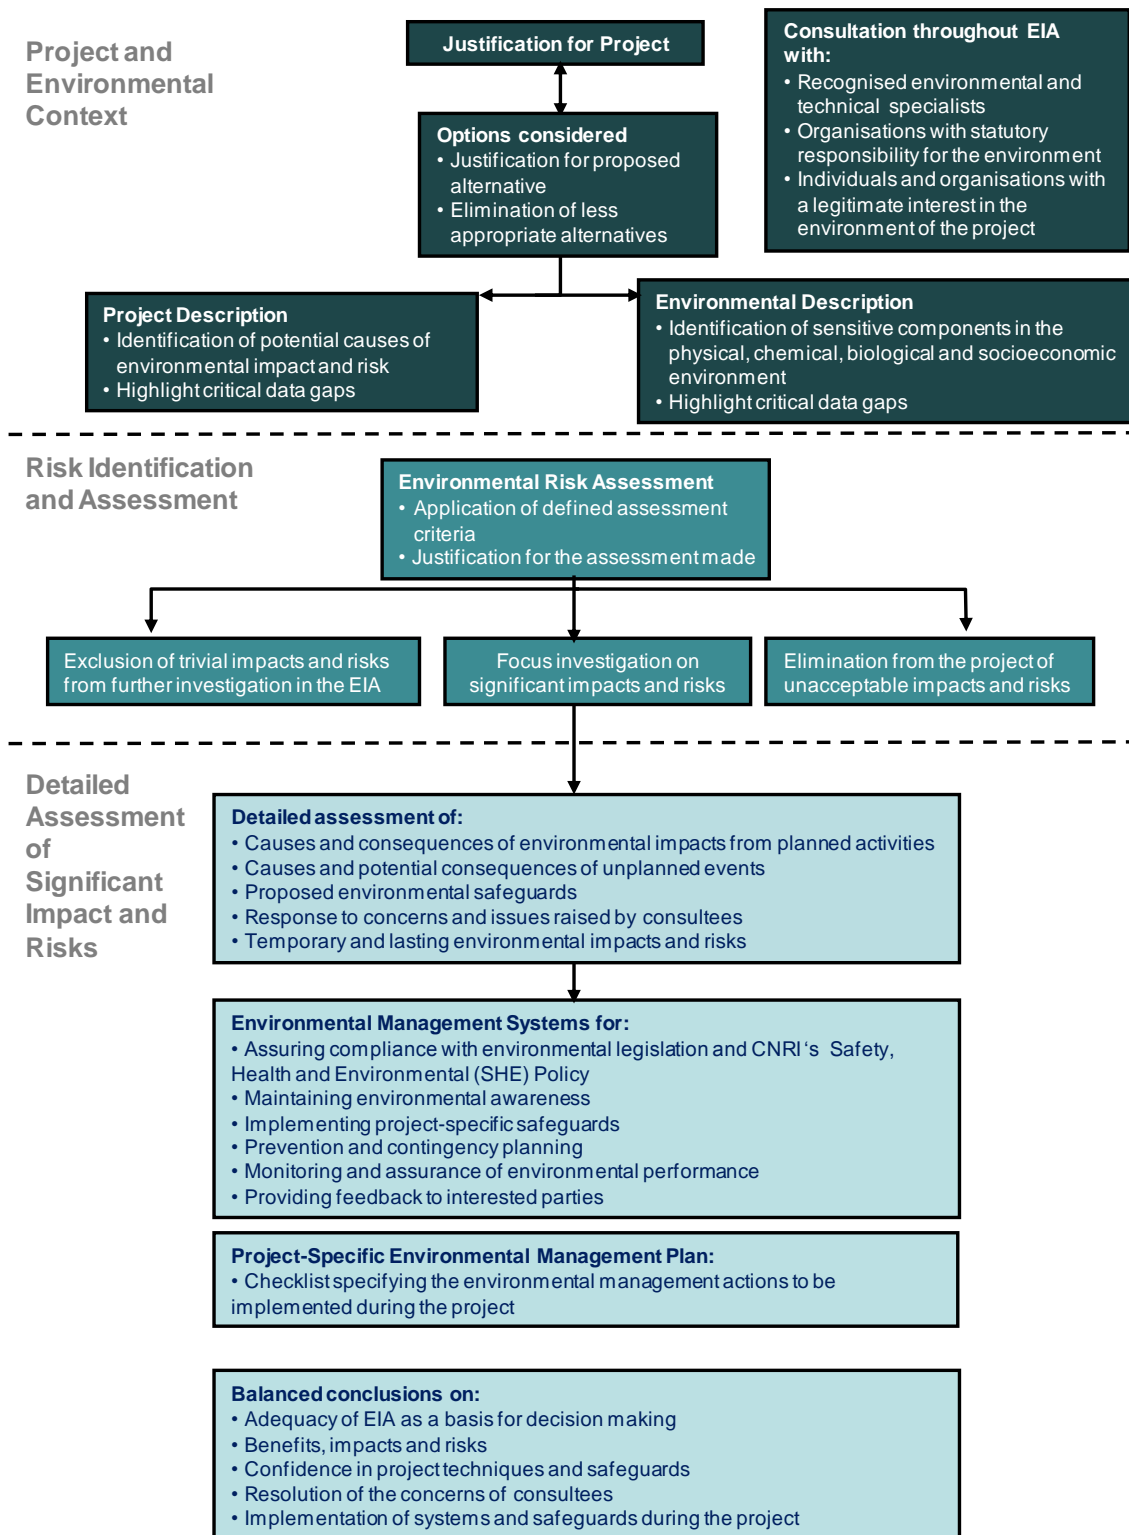 Project and
Environmental
Context
Justification for Project
Consultation throughout EIA
with:
• Recognised environmental and
technical specialists
• Organisations with statutory
responsibility for the environment
• Individuals and organisations with
a legitimate interest in the
environment of the project
Options considered
• Justification for proposed
alternative
• Elimination of less
appropriate alternatives
Project Description
• Identification of potential causes of
environmental impact and risk
• Highlight critical data gaps
Environmental Description
• Identification of sensitive components in the
physical, chemical, biological and socioeconomic
environment
• Highlight critical data gaps
Risk Identification
and Assessment
Environmental Risk Assessment
• Application of defined assessment
criteria
• Justification for the assessment made
Exclusion of trivial impacts and risks
from further investigation in the EIA
Focus investigation on
significant impacts and risks
Elimination from the project of
unacceptable impacts and risks
Detailed
Assessment
of
Significant
Impact and
Risks
Detailed assessment of:
• Causes and consequences of environmental impacts from planned activities
• Causes and potential consequences of unplanned events
• Proposed environmental safeguards
• Response to concerns and issues raised by consultees
• Temporary and lasting environmental impacts and risks
Environmental Management Systems for:
• Assuring compliance with environmental legislation and CNRI‘s Safety,
Health and Environmental (SHE) Policy
• Maintaining environmental awareness
• Implementing project-specific safeguards
• Prevention and contingency planning
• Monitoring and assurance of environmental performance
• Providing feedback to interested parties
Project-Specific Environmental Management Plan:
• Checklist specifying the environmental management actions to be
implemented during the project
Balanced conclusions on:
• Adequacy of EIA as a basis for decision making
• Benefits, impacts and risks
• Confidence in project techniques and safeguards
• Resolution of the concerns of consultees
• Implementation of systems and safeguards during the project